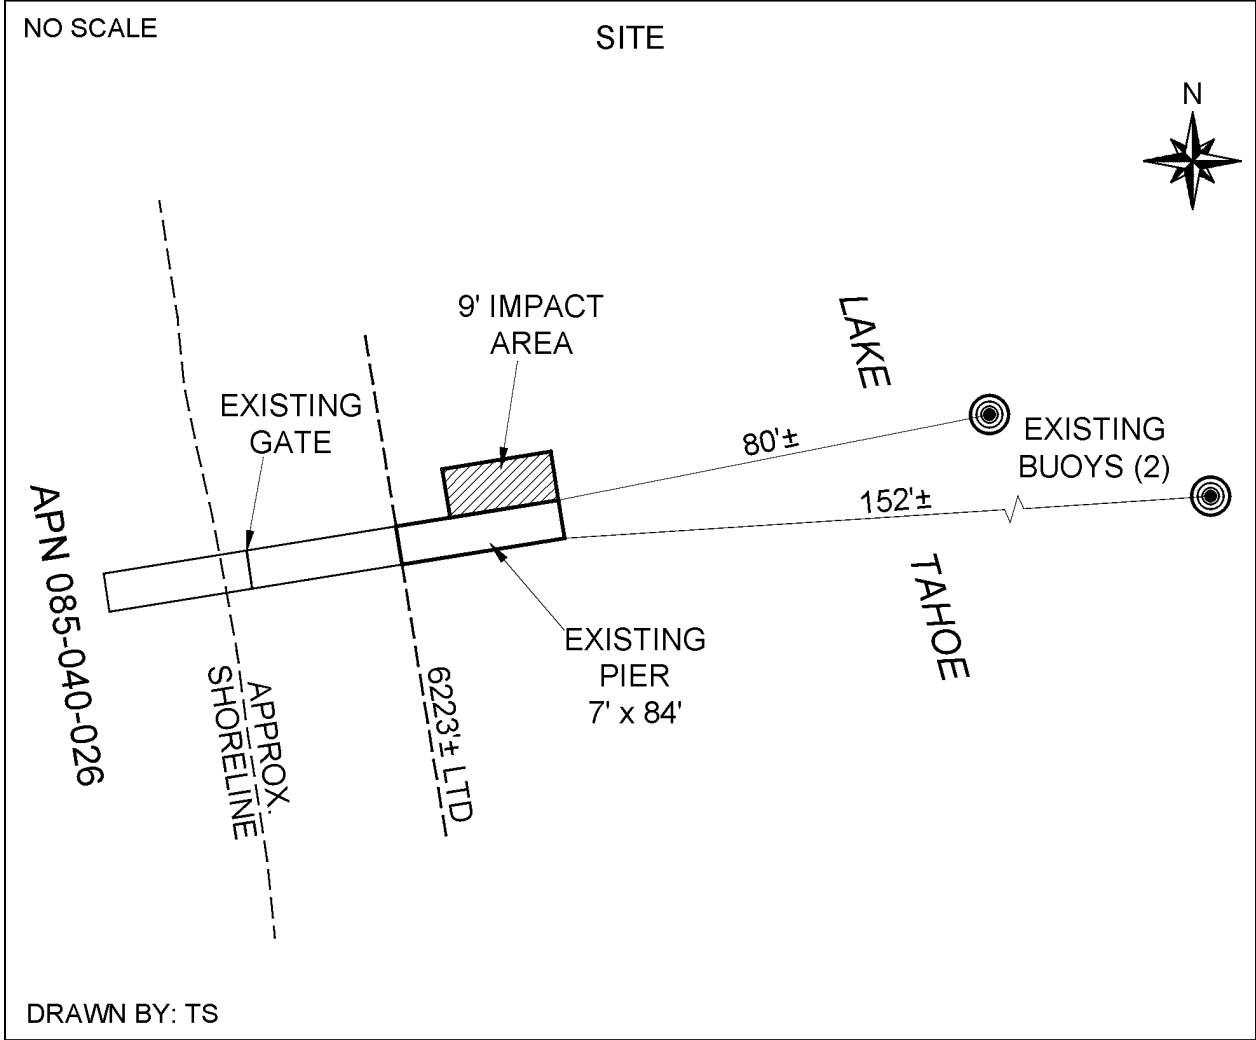 NO SCALE
SITE
N
LAKE
9' IMPACT
AREA
EXISTING
GATE
80'±
EXISTING
BUOYS (2)
152'±
APN 085-040-026
TAHOE
EXISTING
PIER
7' x 84'
APPROX.
SHORELINE
6223'± LTD
DRAWN BY: TS